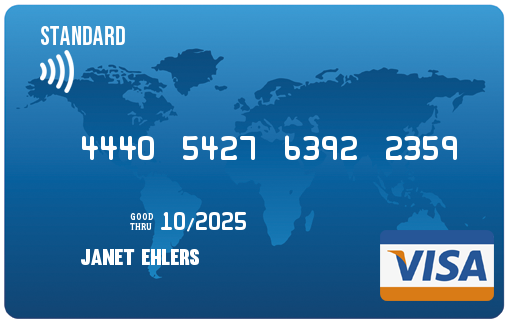 STANDARD
4440 5427 6392 2359
GOOD THRU 10/2025
JANET EHLERS
VISA